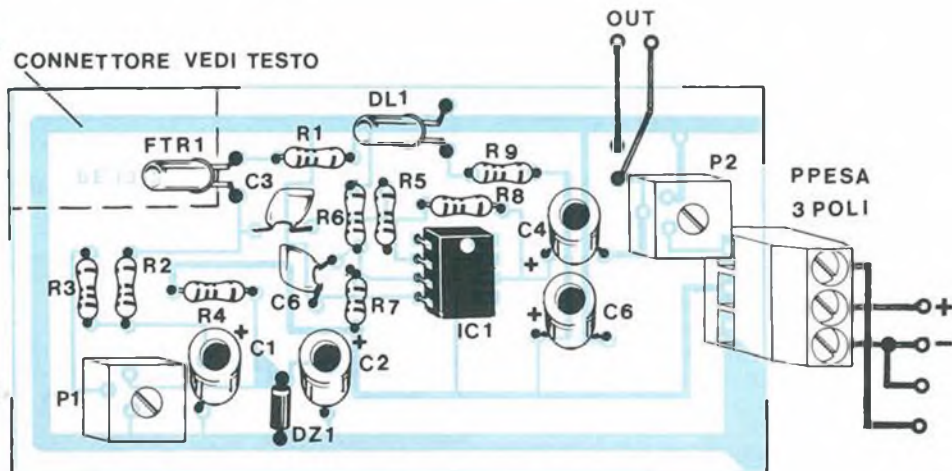 OUT
CONNETTORE VEDI TESTO
DL1
FTR1
R1
C3
R9
P2
PPESA
3 POLI
R6
R5
R8
C4
R3
R2
+
C6
R7
IC1
C6
R4
+
C1
+
C2
+
-
P1
DZ1